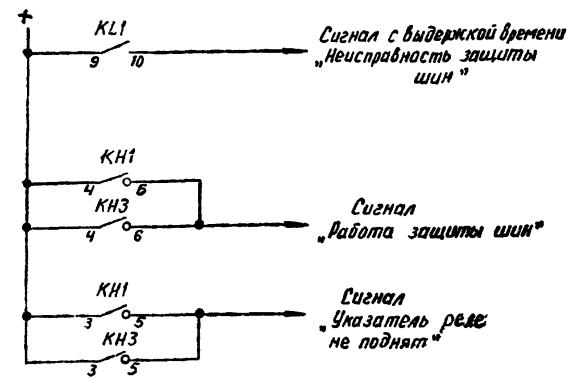 +
KL1
9 10
Сигнал с выдержкой времени
„Неисправность защиты
шин"
KH1
4 6
KH3
4 6
Сигнал
„Работа защиты шин"
KH1
3 5
KH3
3 5
Сигнал
„Указатель реле
не поднят"